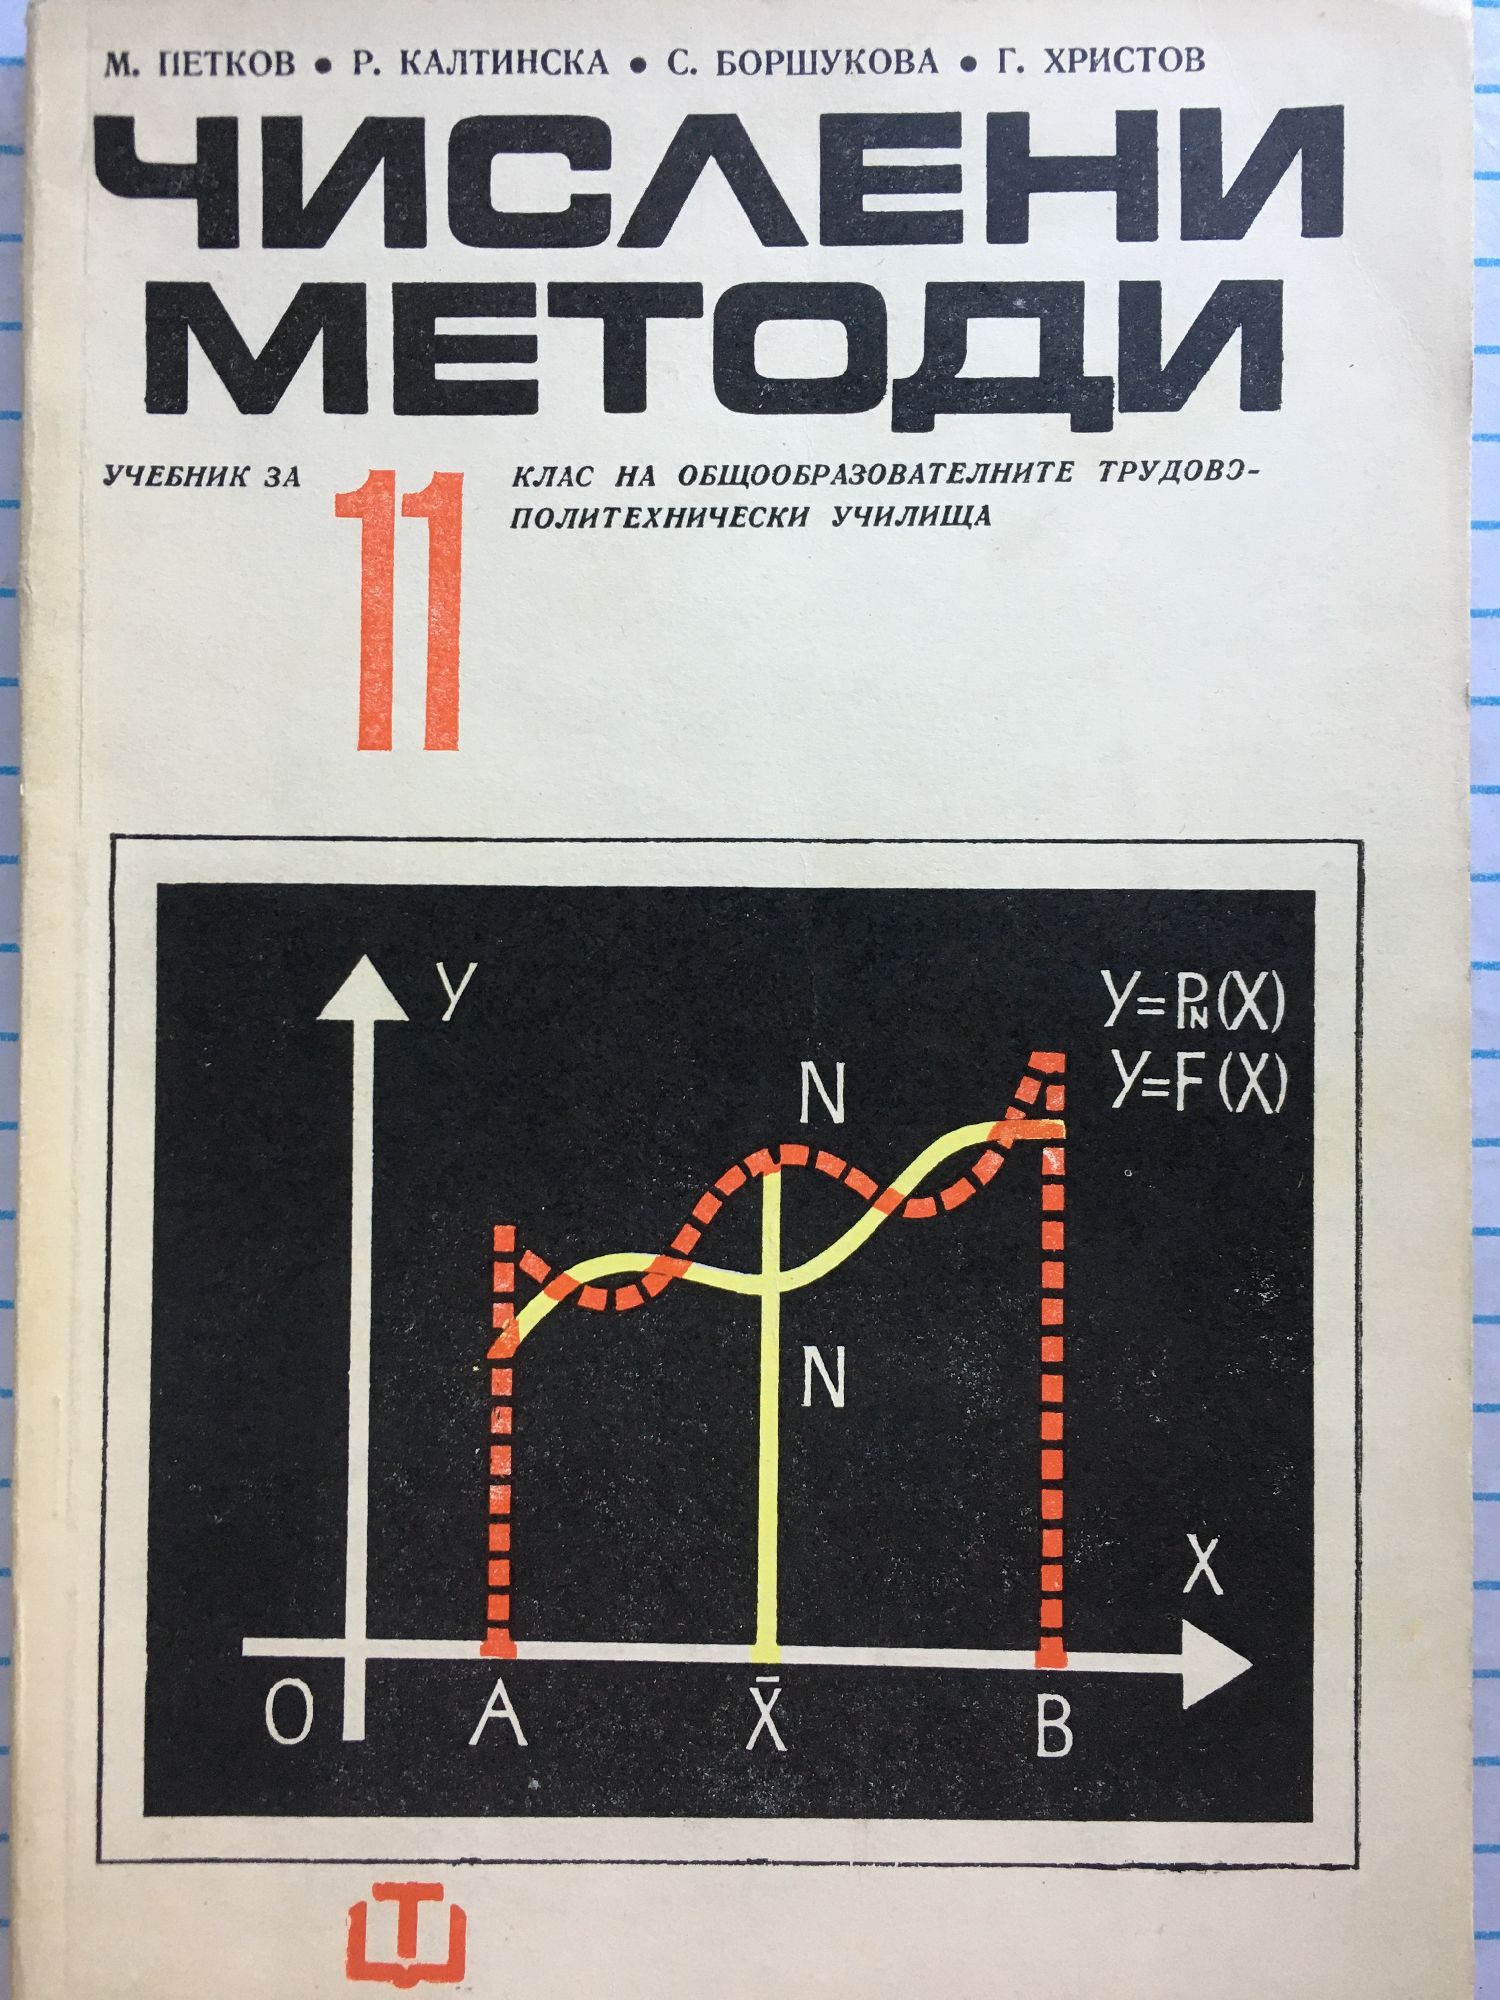 М. ПЕТКОВ • Р. КАЛТИНСКА • С. БОРШУКОВА • Г. ХРИСТОВ
ЧИСЛЕНИ
МЕТОДИ
УЧЕБНИК ЗА 11 КЛАС НА ОБЩООБРАЗОВАТЕЛНИТЕ ТРУДОВО-
ПОЛИТЕХНИЧЕСКИ УЧИЛИЩА
Y
Y=PN(X)
Y=F(X)
N
N
X
O A X̄ B
Т